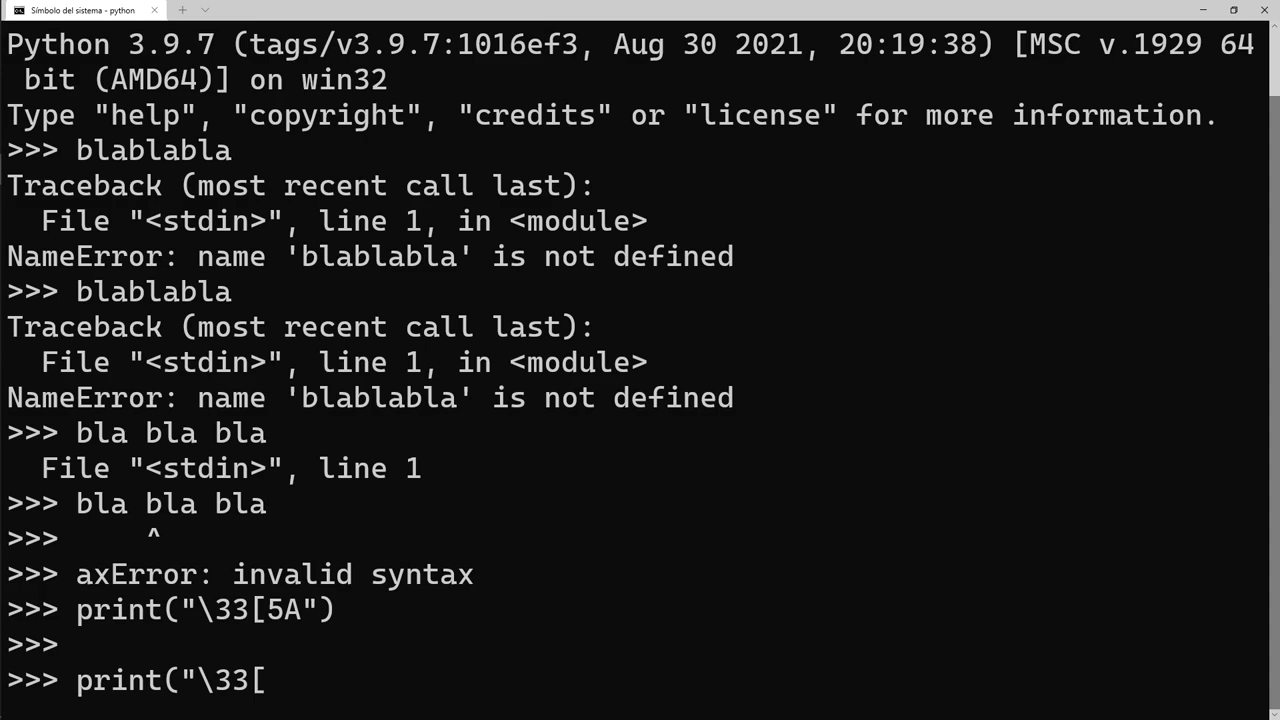 Símbolo del sistema - python
Python 3.9.7 (tags/v3.9.7:1016ef3, Aug 30 2021, 20:19:38) [MSC v.1929 64
 bit (AMD64)] on win32
Type "help", "copyright", "credits" or "license" for more information.
>>> blablabla
Traceback (most recent call last):
  File "<stdin>", line 1, in <module>
NameError: name 'blablabla' is not defined
>>> blablabla
Traceback (most recent call last):
  File "<stdin>", line 1, in <module>
NameError: name 'blablabla' is not defined
>>> bla bla bla
  File "<stdin>", line 1
>>> bla bla bla
>>>     ^
>>> axError: invalid syntax
>>> print("\33[5A")
>>>
>>> print("\33[